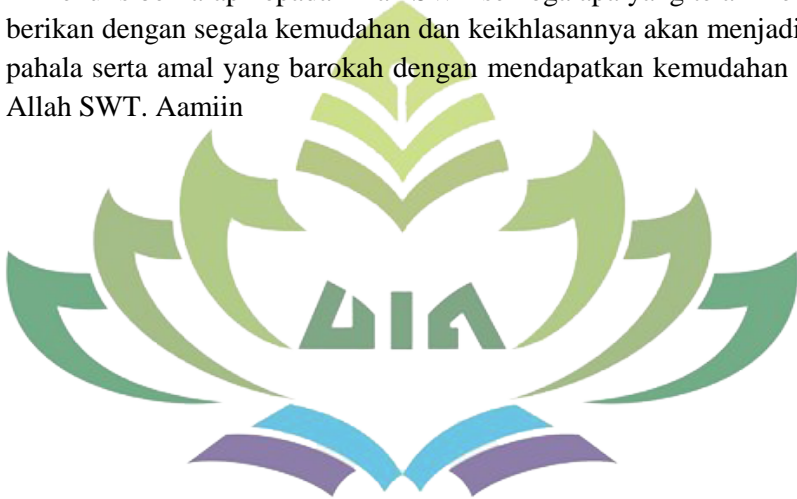 berikan dengan segala kemudahan dan keikhlasannya akan menjadi
pahala serta amal yang barokah dengan mendapatkan kemudahan
Allah SWT. Aamiin
UIN